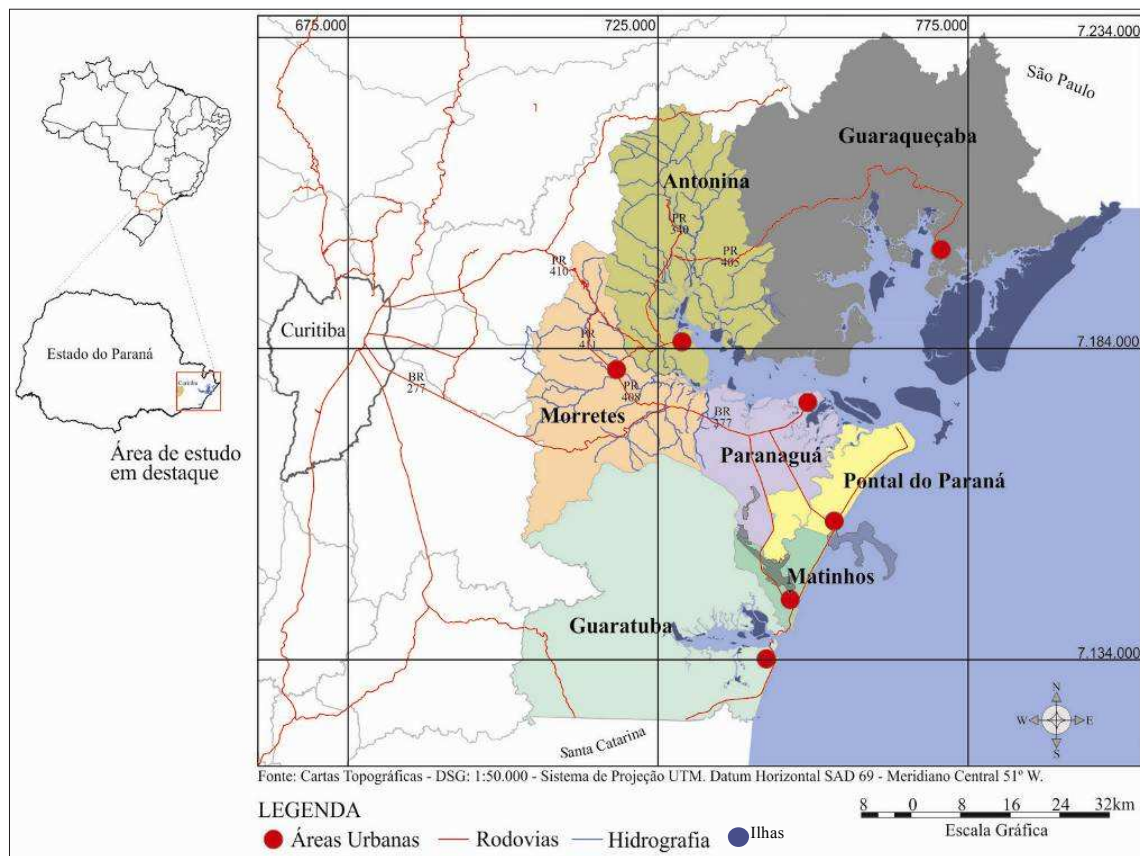 675.000
725.000
775.000
7.234.000
São Paulo
Guaraqueçaba
Antonina
PR
340
PR
405
PR
410
Curitiba
PR
411
7.184.000
Estado do Paraná
Curitiba
BR
277
PR
408
Morretes
BR
277
Paranaguá
Pontal do Paraná
Área de estudo
em destaque
Matinhos
Guaratuba
7.134.000
N
W
E
S
Santa Catarina
Fonte: Cartas Topográficas - DSG: 1:50.000 - Sistema de Projeção UTM. Datum Horizontal SAD 69 - Meridiano Central 51º W.
LEGENDA
8 0 8 16 24 32km
Áreas Urbanas Rodovias Hidrografia Ilhas
Escala Gráfica